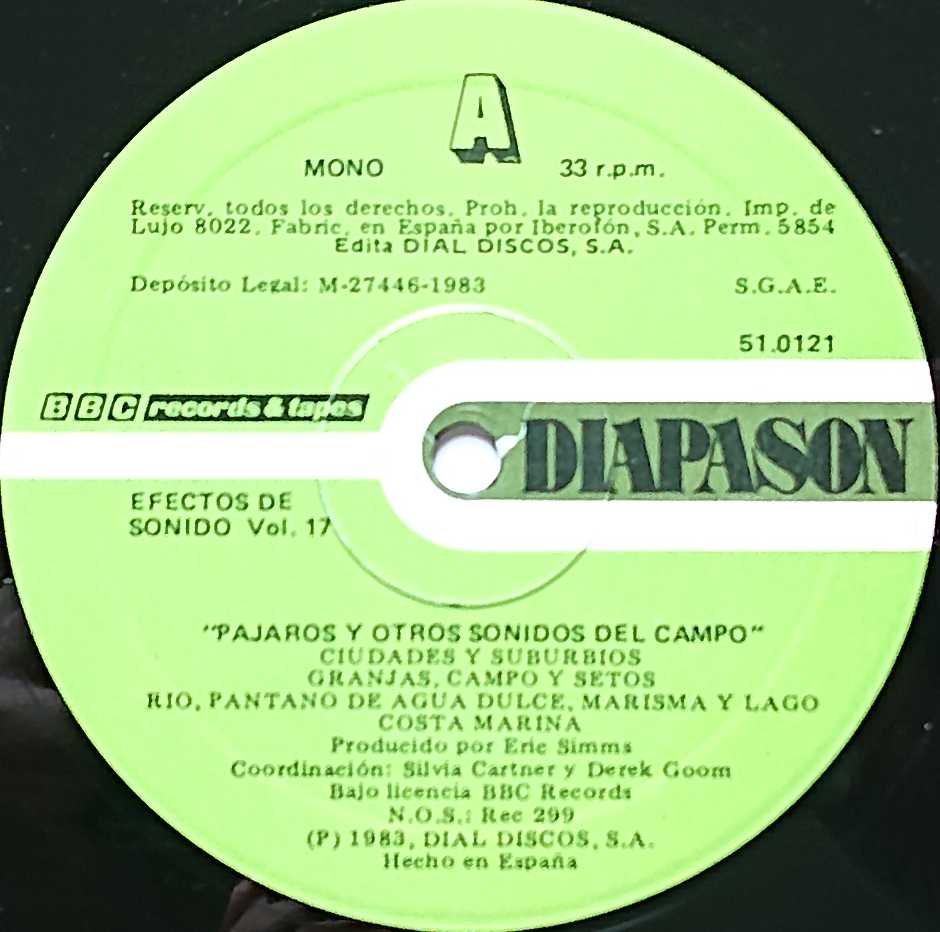 A
MONO 33 r.p.m.
Reserv. todos los derechos. Proh. la reproducción. Imp. de
Lujo 8022. Fabric. en España por Iberofón, S.A. Perm. 5854
Edita DIAL DISCOS, S.A.
Depósito Legal: M-27446-1983 S.G.A.E.
51.0121
BBC records & tapes
DIAPASON
EFECTOS DE
SONIDO Vol. 17
"PAJAROS Y OTROS SONIDOS DEL CAMPO"
CIUDADES Y SUBURBIOS
GRANJAS, CAMPO Y SETOS
RIO, PANTANO DE AGUA DULCE, MARISMA Y LAGO
COSTA MARINA
Producido por Eric Simms
Coordinación: Silvia Cartner y Derek Goom
Bajo licencia BBC Records
N.O.S.: Rec 299
(P) 1983, DIAL DISCOS, S.A.
Hecho en España